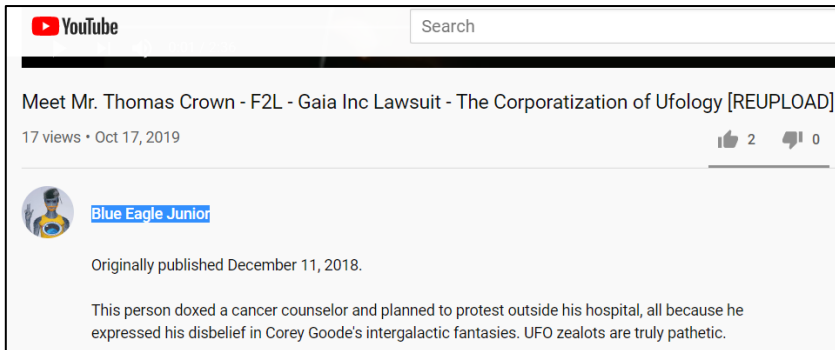 YouTube
Search
Meet Mr. Thomas Crown - F2L - Gaia Inc Lawsuit - The Corporatization of Ufology [REUPLOAD]
17 views • Oct 17, 2019
2 0
Blue Eagle Junior
Originally published December 11, 2018.
This person doxed a cancer counselor and planned to protest outside his hospital, all because he
expressed his disbelief in Corey Goode's intergalactic fantasies. UFO zealots are truly pathetic.